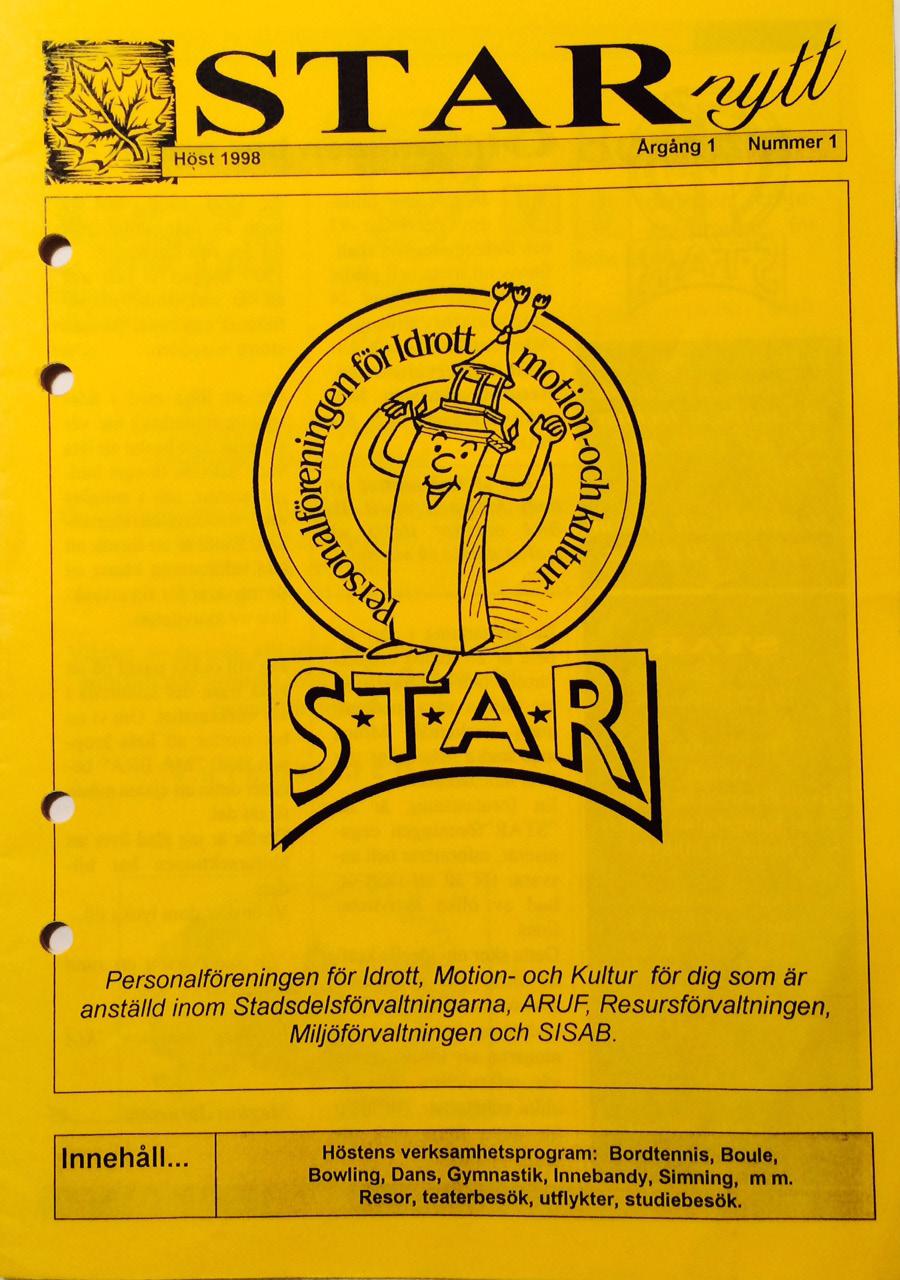 STAR nytt
Höst 1998
Årgång 1 Nummer 1
Personalföreningen för Idrott motion-och kultur
S★T★A★R
Personalföreningen för Idrott, Motion- och Kultur för dig som är
anställd inom Stadsdelsförvaltningarna, ARUF, Resursförvaltningen,
Miljöförvaltningen och SISAB.
Innehåll...
Höstens verksamhetsprogram: Bordtennis, Boule,
Bowling, Dans, Gymnastik, Innebandy, Simning, m m.
Resor, teaterbesök, utflykter, studiebesök.